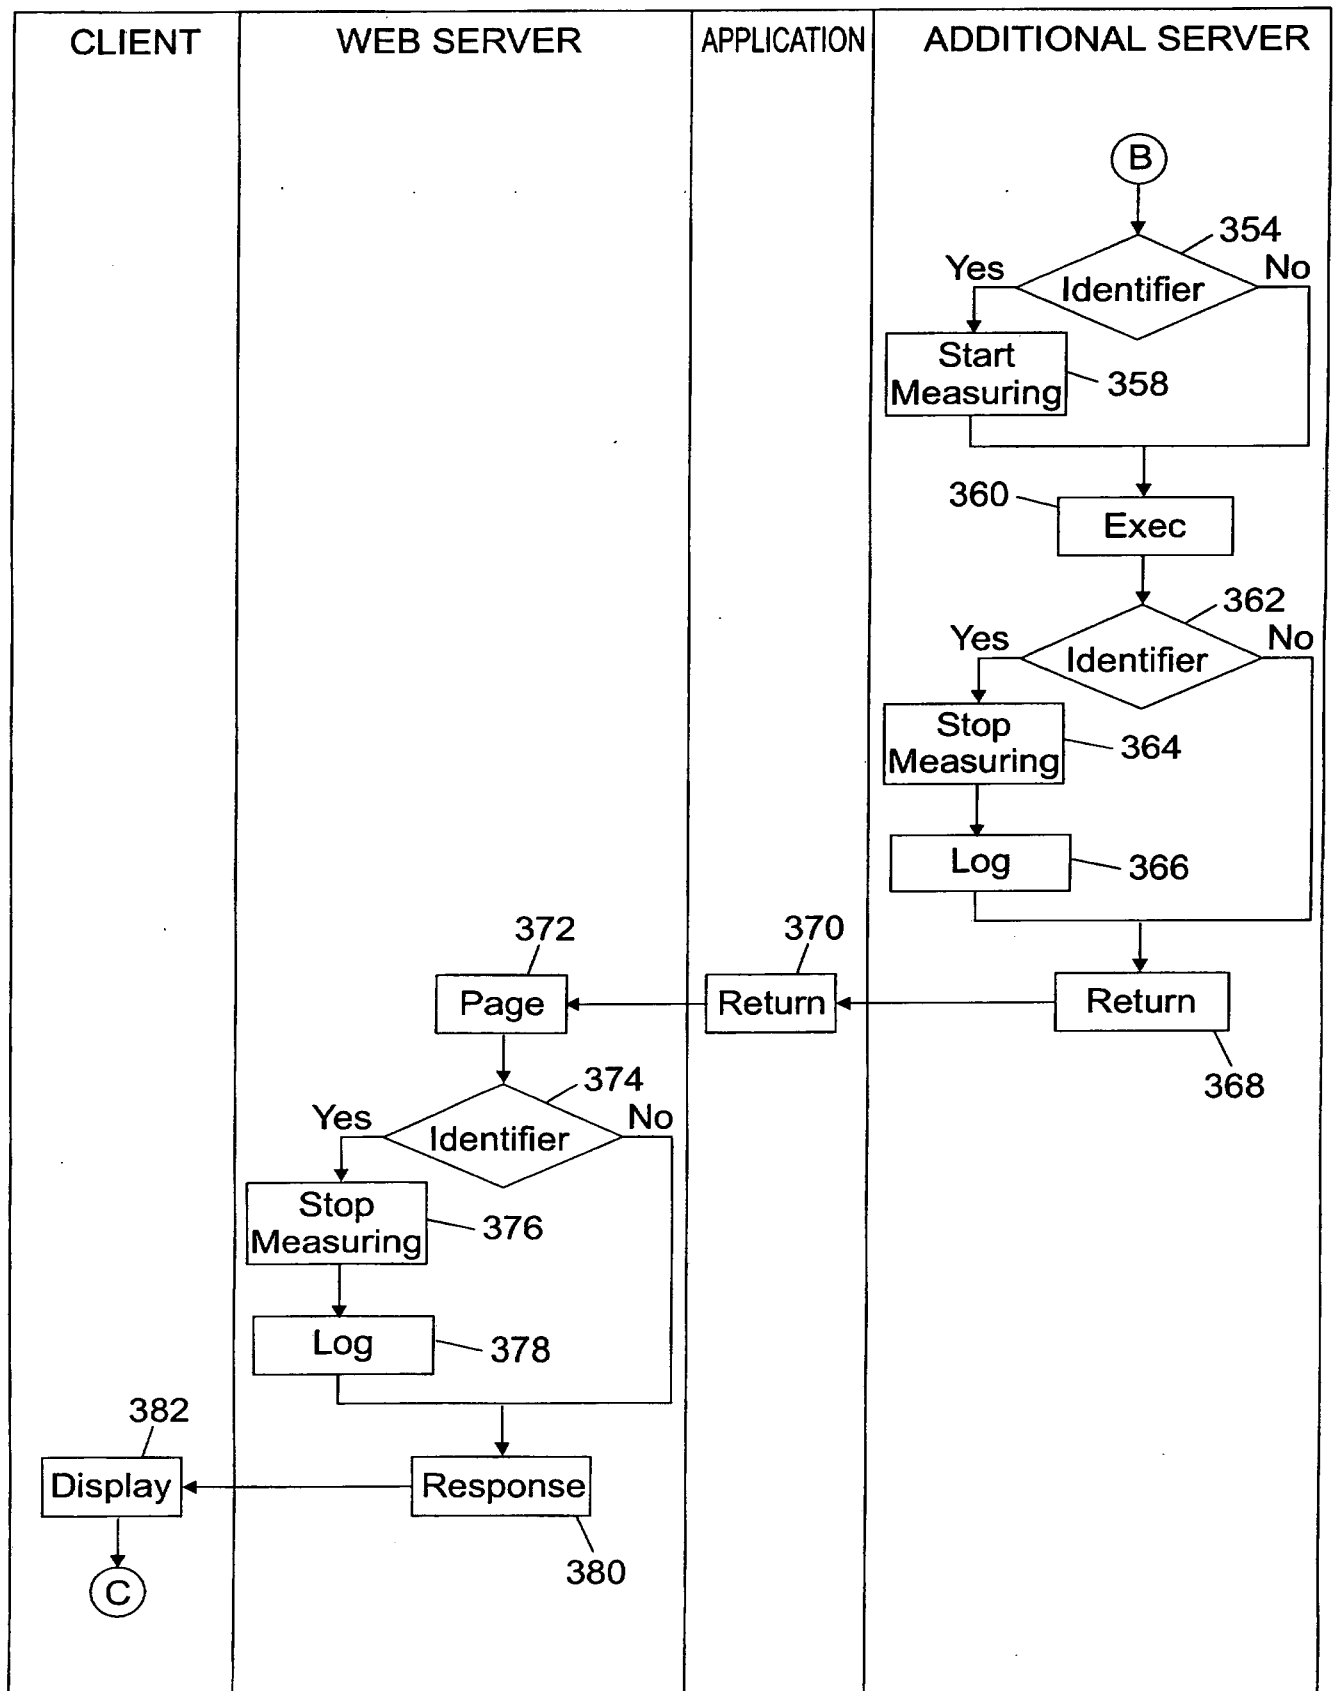 CLIENT WEB SERVER APPLICATION ADDITIONAL SERVER
B
354
Yes No
Identifier
Start
Measuring
358
360
Exec
362
Yes No
Identifier
Stop
Measuring
364
Log
366
372 370
Page Return Return
368
374
Yes No
Identifier
Stop
Measuring
376
Log
378
382
Display Response
380
C